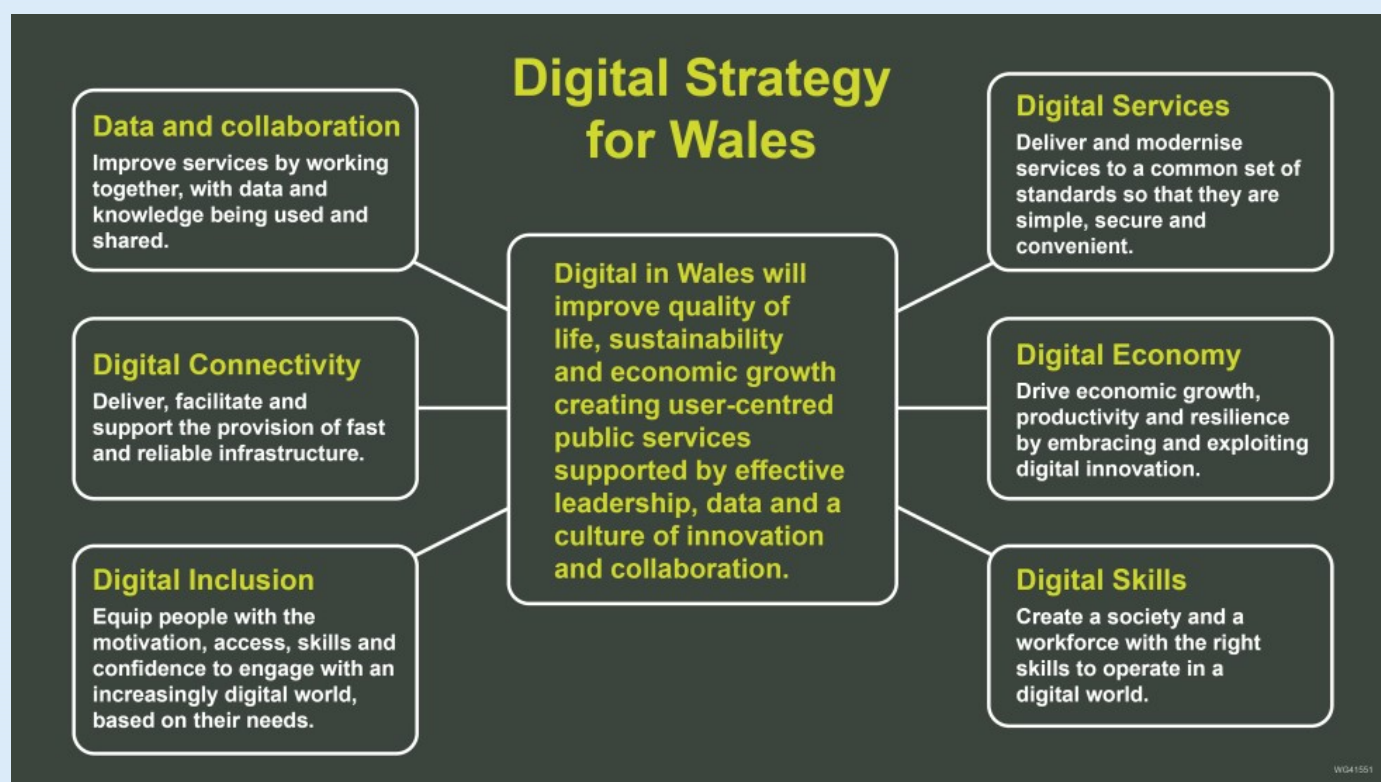 Digital Strategy
for Wales
Data and collaboration
Improve services by working
together, with data and
knowledge being used and
shared.
Digital Connectivity
Deliver, facilitate and
support the provision of fast
and reliable infrastructure.
Digital Inclusion
Equip people with the
motivation, access, skills and
confidence to engage with an
increasingly digital world,
based on their needs.
Digital in Wales will
improve quality of
life, sustainability
and economic growth
creating user-centred
public services
supported by effective
leadership, data and a
culture of innovation
and collaboration.
Digital Services
Deliver and modernise
services to a common set of
standards so that they are
simple, secure and
convenient.
Digital Economy
Drive economic growth,
productivity and resilience
by embracing and exploiting
digital innovation.
Digital Skills
Create a society and a
workforce with the right
skills to operate in a
digital world.
WG41551